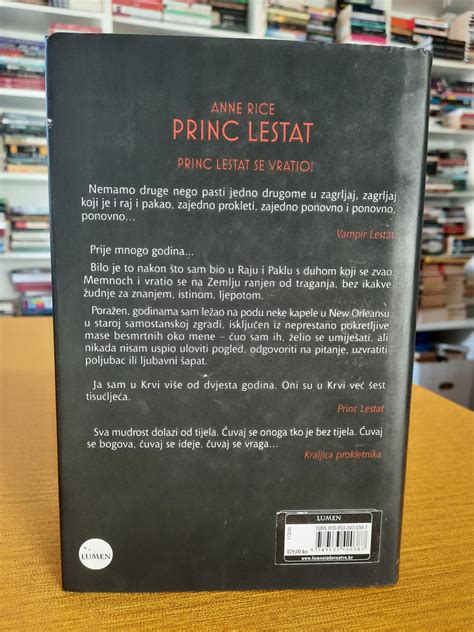 ANNE RICE
PRINC LESTAT
PRINC LESTAT SE VRATIO!
Nemamo druge nego pasti jedno drugome u zagrljaj, zagrljaj
koji je i raj i pakao, zajedno prokleti, zajedno ponovno i ponovno,
ponovno…
Vampir Lestat
Prije mnogo godina…
Bilo je to nakon što sam bio u Raju i Paklu s duhom koji se zvao
Memnoch i vratio se na Zemlju ranjen od traganja, bez ikakve
žudnje za znanjem, istinom, ljepotom.
Poražen, godinama sam ležao na podu neke kapele u New Orleansu
u staroj samostanskoj zgradi, isključen iz neprestano pokretljive
mase besmrtnih oko mene – čuo sam ih, želio se umiješati, ali
nikada nisam uspio uloviti pogled, odgovoriti na pitanje, uzvratiti
poljubac ili ljubavni šapat.
Ja sam u Krvi više od dvjesta godina. Oni su u Krvi već šest
tisućljeća.
Princ Lestat
Sva mudrost dolazi od tijela. Čuvaj se onoga tko je bez tijela. Čuvaj
se bogova, čuvaj se ideje, čuvaj se vraga…
Kraljica prokletnika
LUMEN
LUMEN
179,00 kn
www.lumenizdavastvo.hr